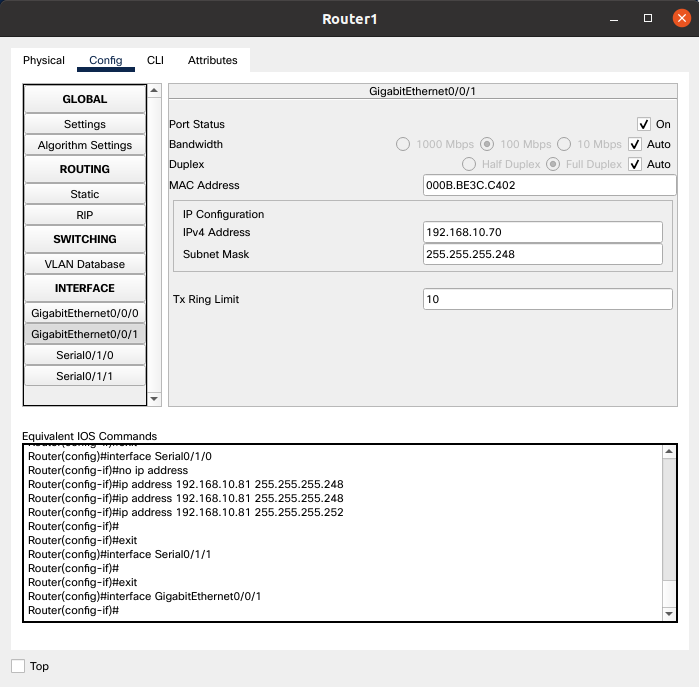 Router1
Physical Config CLI Attributes
GLOBAL
Settings
Algorithm Settings
ROUTING
Static
RIP
SWITCHING
VLAN Database
INTERFACE
GigabitEthernet0/0/0
GigabitEthernet0/0/1
Serial0/1/0
Serial0/1/1
GigabitEthernet0/0/1
Port Status On
Bandwidth 1000 Mbps 100 Mbps 10 Mbps Auto
Duplex Half Duplex Full Duplex Auto
MAC Address 000B.BE3C.C402
IP Configuration
IPv4 Address 192.168.10.70
Subnet Mask 255.255.255.248
Tx Ring Limit 10
Equivalent IOS Commands
Router(config-if)#exit
Router(config)#interface Serial0/1/0
Router(config-if)#no ip address
Router(config-if)#ip address 192.168.10.81 255.255.255.248
Router(config-if)#ip address 192.168.10.81 255.255.255.248
Router(config-if)#ip address 192.168.10.81 255.255.255.252
Router(config-if)#
Router(config-if)#exit
Router(config)#interface Serial0/1/1
Router(config-if)#
Router(config-if)#exit
Router(config)#interface GigabitEthernet0/0/1
Router(config-if)#
Top